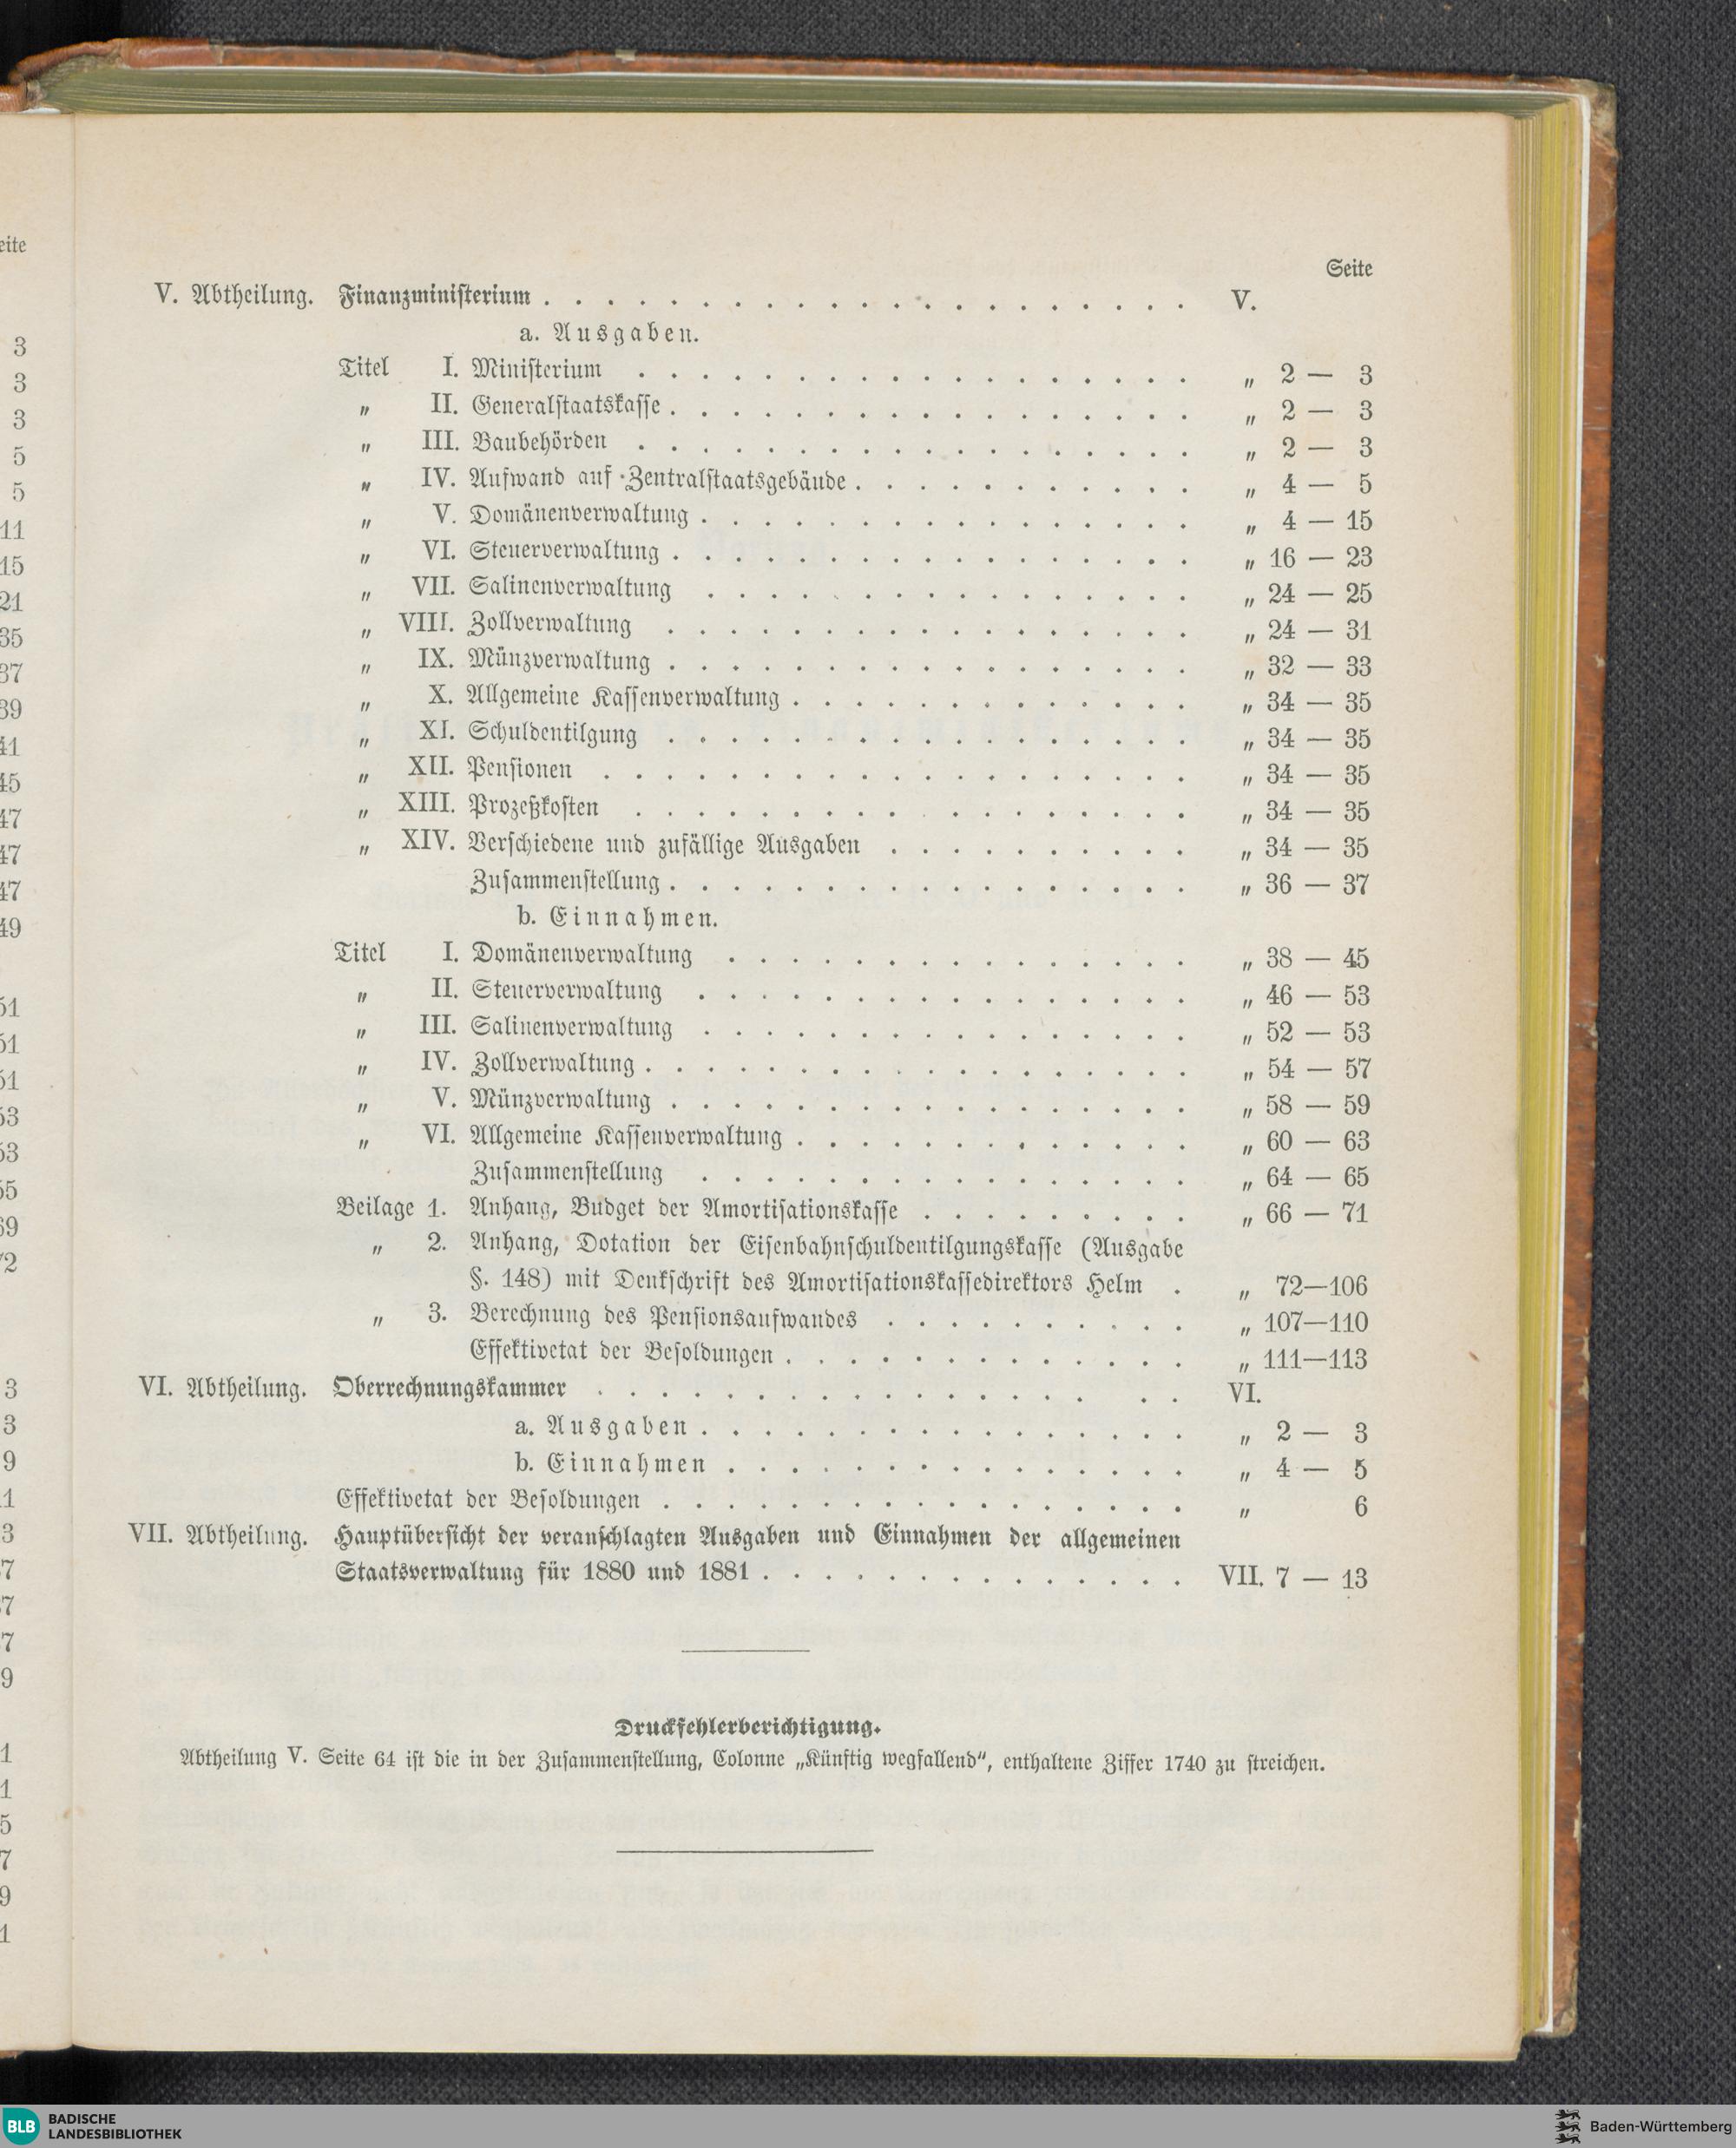 Seite
V. Abtheilung. Finanzministerium . . . . . . . . . . . . . . . . . . . . . V.
a. Ausgaben.
Titel I. Ministerium . . . . . . . . . . . . . . . . . . „ 2 — 3
„ II. Generalstaatskasse . . . . . . . . . . . . . . . . . „ 2 — 3
„ III. Baubehörden . . . . . . . . . . . . . . . . . . „ 2 — 3
„ IV. Aufwand auf Zentralstaatsgebäude . . . . . . . . . . . „ 4 — 5
„ V. Domänenverwaltung . . . . . . . . . . . . . . . . „ 4 — 15
„ VI. Steuerverwaltung . . . . . . . . . . . . . . . . . „ 16 — 23
„ VII. Salinenverwaltung . . . . . . . . . . . . . . . . „ 24 — 25
„ VIII. Zollverwaltung . . . . . . . . . . . . . . . . . „ 24 — 31
„ IX. Münzverwaltung . . . . . . . . . . . . . . . . . „ 32 — 33
„ X. Allgemeine Kassenverwaltung . . . . . . . . . . . . . „ 34 — 35
„ XI. Schuldentilgung . . . . . . . . . . . . . . . . . „ 34 — 35
„ XII. Pensionen . . . . . . . . . . . . . . . . . . . „ 34 — 35
„ XIII. Prozeßkosten . . . . . . . . . . . . . . . . . . „ 34 — 35
„ XIV. Verschiedene und zufällige Ausgaben . . . . . . . . . . „ 34 — 35
Zusammenstellung . . . . . . . . . . . . . . . . . „ 36 — 37
b. Einnahmen.
Titel I. Domänenverwaltung . . . . . . . . . . . . . . . „ 38 — 45
„ II. Steuerverwaltung . . . . . . . . . . . . . . . . „ 46 — 53
„ III. Salinenverwaltung . . . . . . . . . . . . . . . . „ 52 — 53
„ IV. Zollverwaltung . . . . . . . . . . . . . . . . . . „ 54 — 57
„ V. Münzverwaltung . . . . . . . . . . . . . . . . . „ 58 — 59
„ VI. Allgemeine Kassenverwaltung . . . . . . . . . . . . . „ 60 — 63
Zusammenstellung . . . . . . . . . . . . . . . . „ 64 — 65
Beilage 1. Anhang, Budget der Amortisationskasse . . . . . . . . . „ 66 — 71
„ 2. Anhang, Dotation der Eisenbahnschuldentilgungskasse (Ausgabe
§. 148) mit Denkschrift des Amortisationskassedirektors Helm . „ 72—106
„ 3. Berechnung des Pensionsaufwandes . . . . . . . . . . „ 107—110
Effektivetat der Besoldungen . . . . . . . . . . . . . „ 111—113
VI. Abtheilung. Oberrechnungskammer . . . . . . . . . . . . . . . . . . VI.
a. Ausgaben . . . . . . . . . . . . . . . . „ 2 — 3
b. Einnahmen . . . . . . . . . . . . . . . „ 4 — 5
Effektivetat der Besoldungen . . . . . . . . . . . . . . . . . „ 6
VII. Abtheilung. Hauptübersicht der veranschlagten Ausgaben und Einnahmen der allgemeinen
Staatsverwaltung für 1880 und 1881 . . . . . . . . . . . . . . VII. 7 — 13
Druckfehlerberichtigung.
Abtheilung V. Seite 64 ist die in der Zusammenstellung, Colonne „Künftig wegfallend“, enthaltene Ziffer 1740 zu streichen.
BLB BADISCHE
LANDESBIBLIOTHEK
Baden-Württemberg